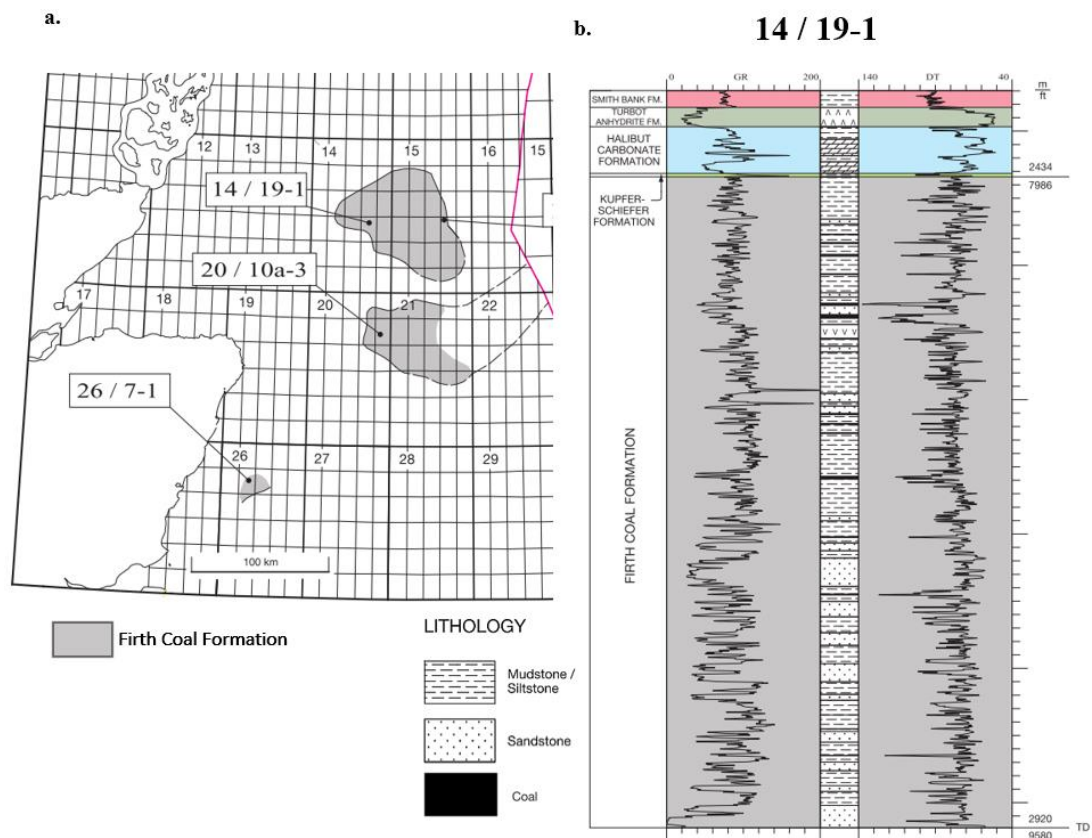 a.
12
13
14
15
16
15
14 / 19-1
20 / 10a-3
17
18
19
20
21
22
26 / 7-1
26
27
28
29
100 km
Firth Coal Formation
LITHOLOGY
Mudstone /
Siltstone
Sandstone
Coal
b.
14 / 19-1
0 GR 200 140 DT 40 m
ft
SMITH BANK FM.
TURBOT
ANHYDRITE FM.
HALIBUT
CARBONATE
FORMATION
2434
7986
KUPFER-
SCHIEFER
FORMATION
FIRTH COAL FORMATION
2920
TD
9580